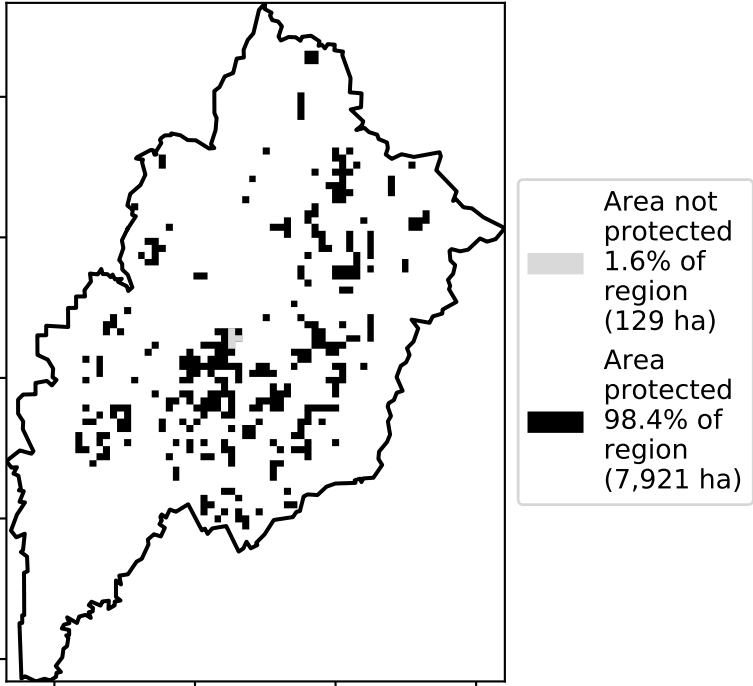 Area not
protected
1.6% of
region
(129 ha)
Area
protected
98.4% of
region
(7,921 ha)